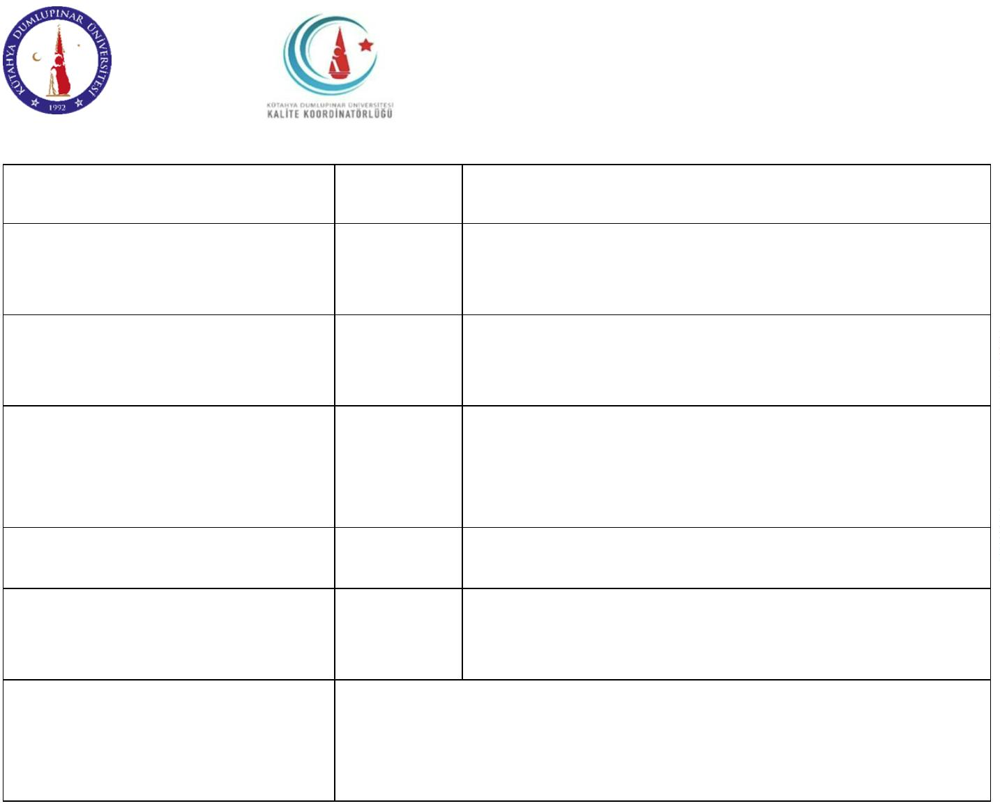 KÜTAHYA DUMLUPINAR ÜNİVERSİTESİ
1992
KÜTAHYA DUMLUPINAR ÜNİVERSİTESİ
KALİTE KOORDİNATÖRLÜĞÜ